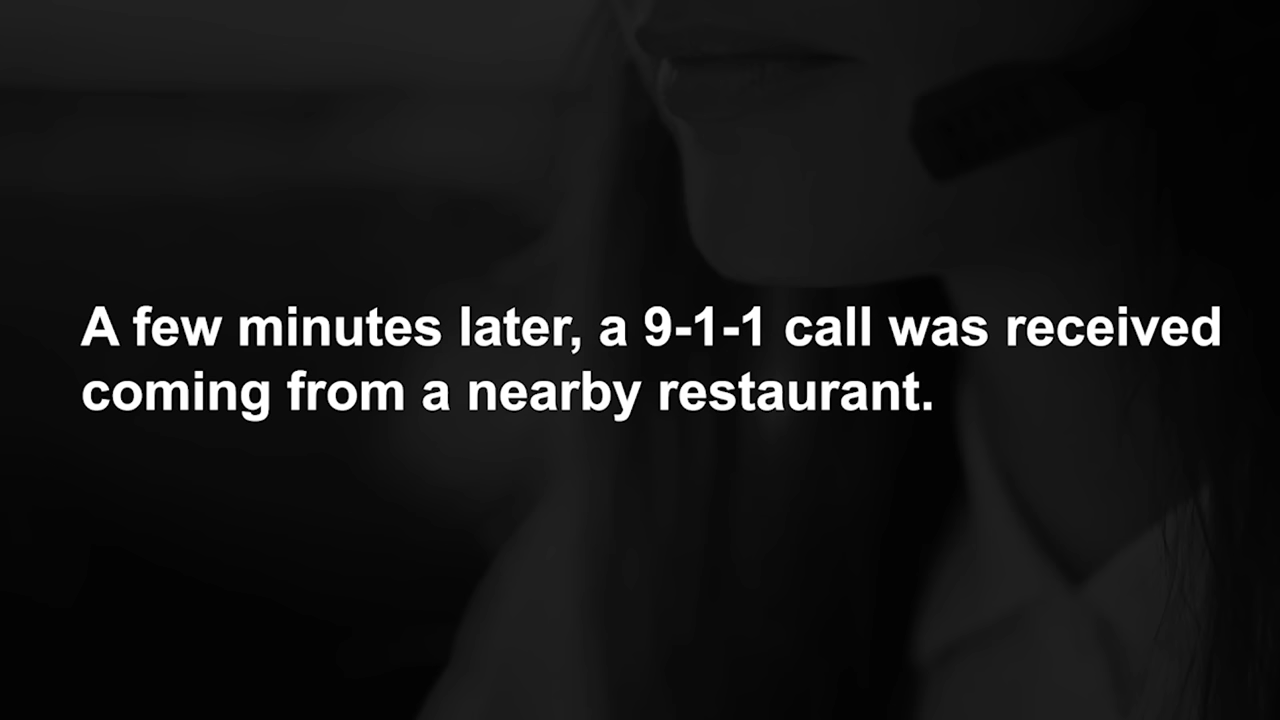 A few minutes later, a 9-1-1 call was received
coming from a nearby restaurant.